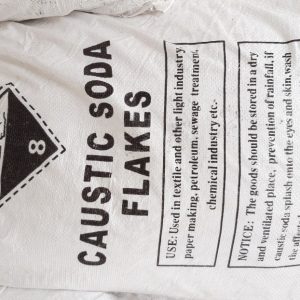 8
CAUSTIC SODA
FLAKES
USE: Used in textile and other light industry
paper making, petroleum, sewage treatment,
chemical industry etc.
NOTICE: The goods should be stored in a dry
and ventilated place, prevention of rainfall, if
caustic soda splash onto the eyes and skin, wash
the